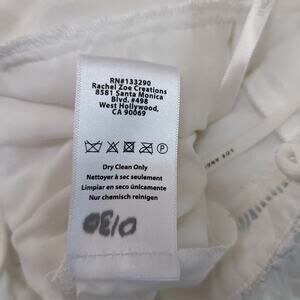 RN#133290
Rachel Zoe Creations
8581 Santa Monica
Blvd. #498
West Hollywood,
CA 90069
P
Dry Clean Only
Nettoyer à sec seulement
Limpiar en seco únicamente
Nur chemisch reinigen